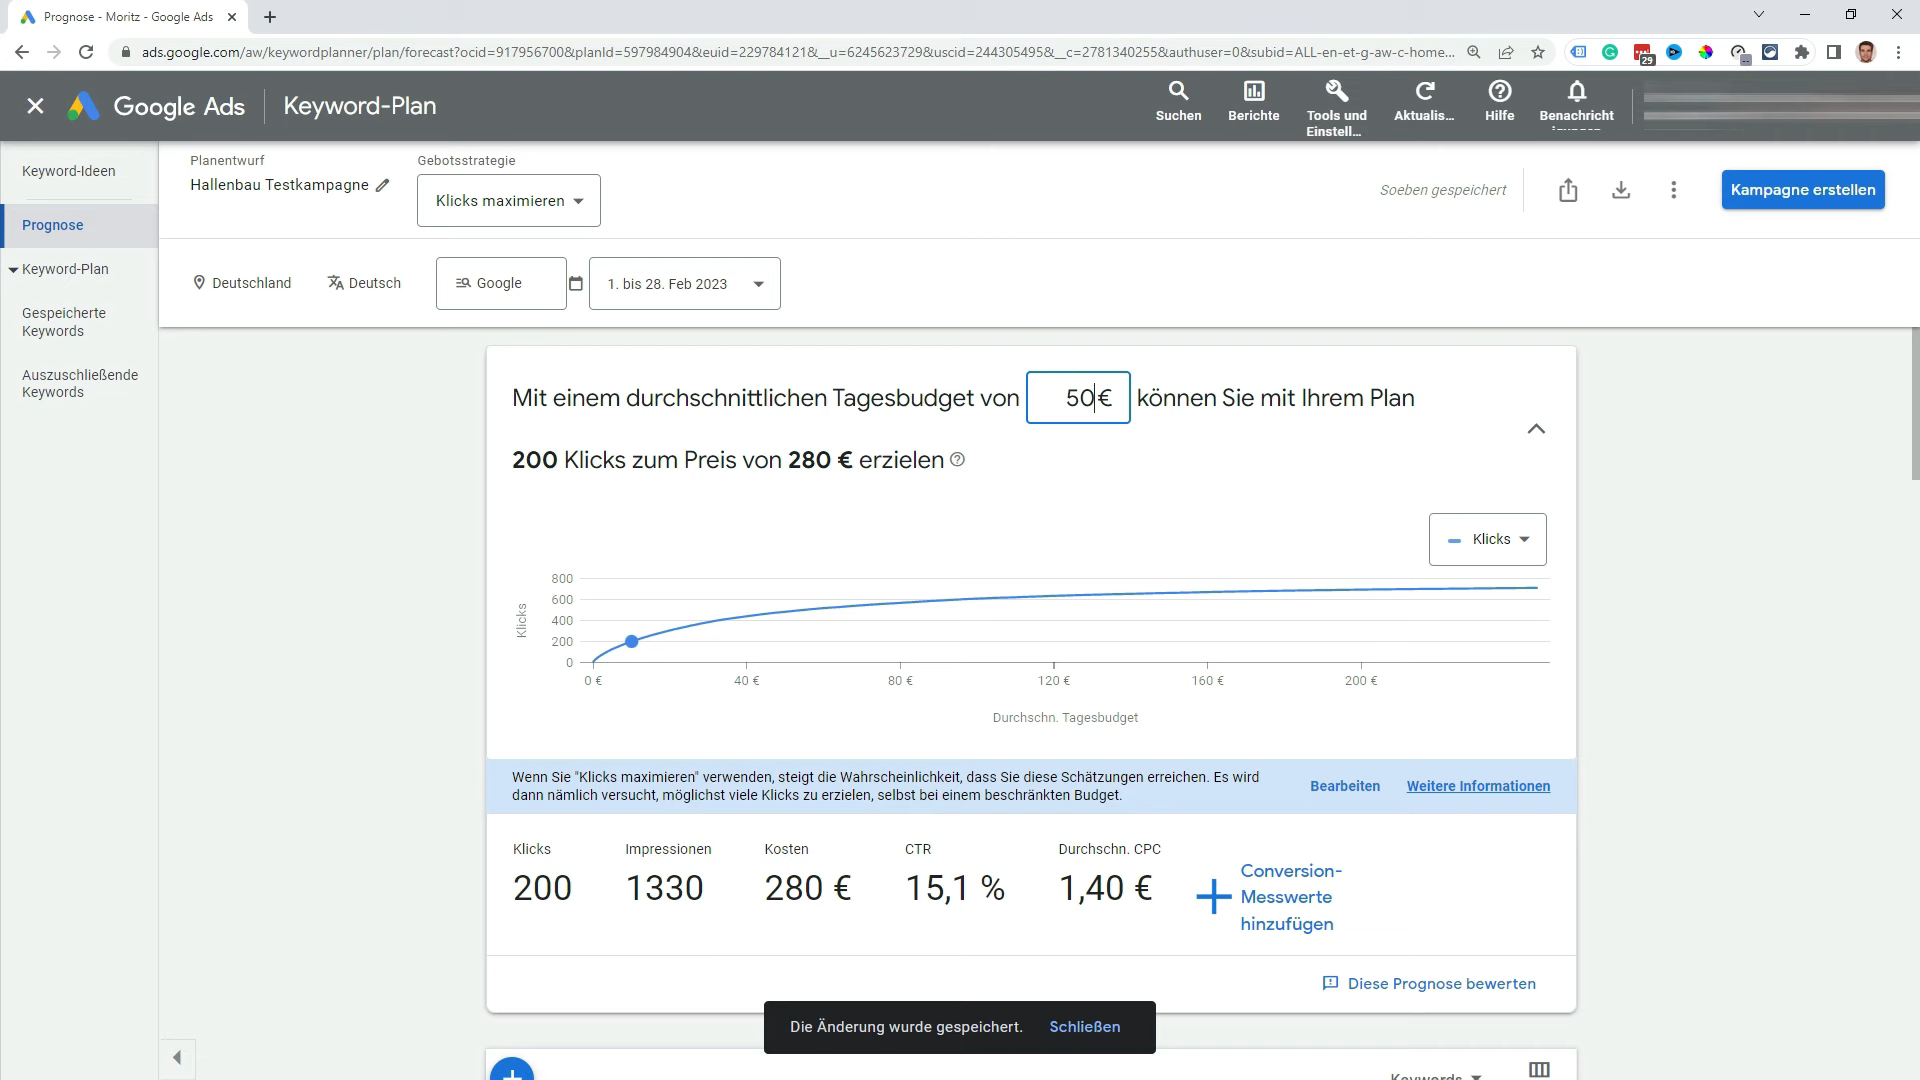 Prognose - Moritz - Google Ads
ads.google.com/aw/keywordplanner/plan/forecast?ocid=917956700&planId=597984904&euid=229784121&__u=6245623729&uscid=244305495&__c=2781340255&authuser=0&subid=ALL-en-et-g-aw-c-home...
29
Google Ads
Keyword-Plan
Suchen
Berichte
Tools und
Einstell...
Aktualis...
Hilfe
Benachricht
Keyword-Ideen
Prognose
Keyword-Plan
Gespeicherte
Keywords
Auszuschließende
Keywords
Planentwurf
Hallenbau Testkampagne
Gebotsstrategie
Klicks maximieren
Soeben gespeichert
Kampagne erstellen
Deutschland
Deutsch
Google
1. bis 28. Feb 2023
Mit einem durchschnittlichen Tagesbudget von 50€ können Sie mit Ihrem Plan
200 Klicks zum Preis von 280 € erzielen
Klicks
800
600
400
200
0
Klicks
0 €
40 €
80 €
120 €
160 €
200 €
Durchschn. Tagesbudget
Wenn Sie "Klicks maximieren" verwenden, steigt die Wahrscheinlichkeit, dass Sie diese Schätzungen erreichen. Es wird
dann nämlich versucht, möglichst viele Klicks zu erzielen, selbst bei einem beschränkten Budget.
Bearbeiten
Weitere Informationen
Klicks
200
Impressionen
1330
Kosten
280 €
CTR
15,1 %
Durchschn. CPC
1,40 €
Conversion-
Messwerte
hinzufügen
Diese Prognose bewerten
Die Änderung wurde gespeichert.
Schließen
Keywords